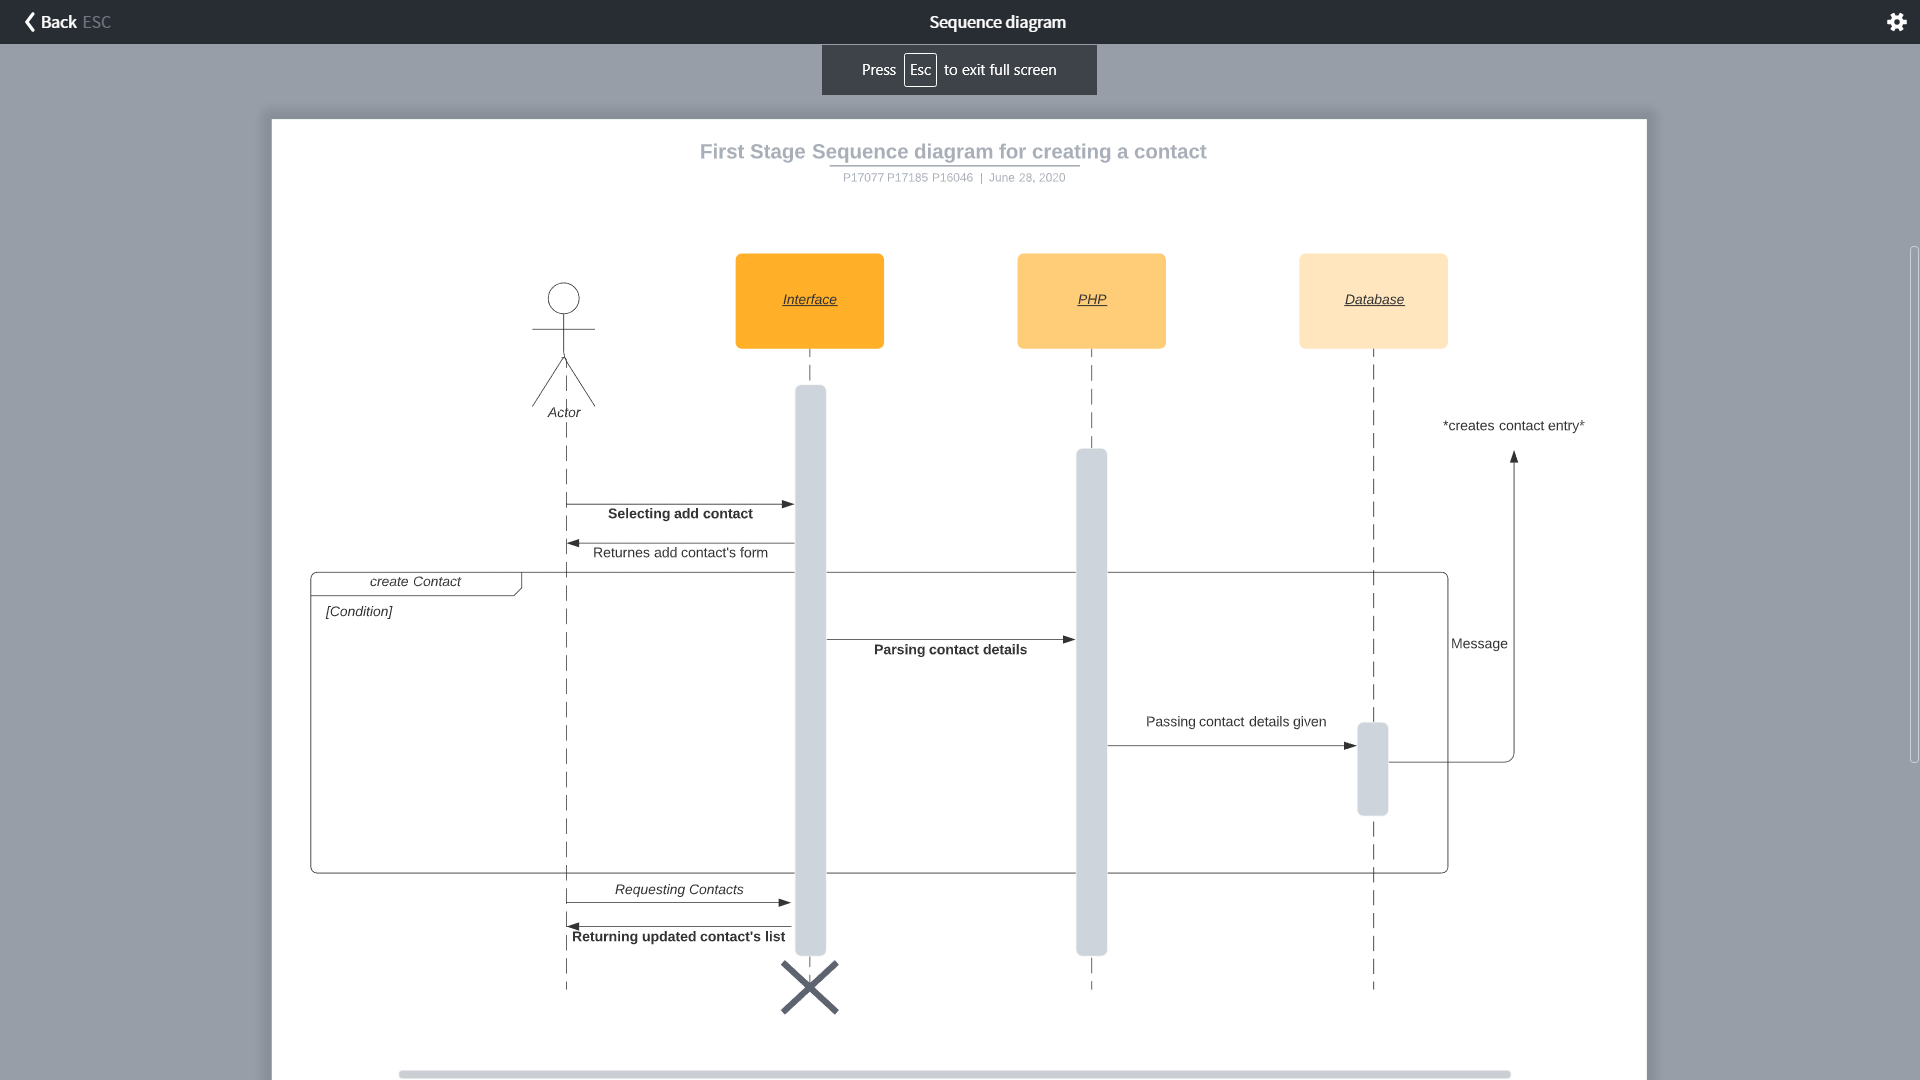 Back ESC
Sequence diagram
Press Esc to exit full screen
First Stage Sequence diagram for creating a contact
P17077 P17185 P16046 | June 28, 2020
Interface
PHP
Database
Actor
*creates contact entry*
Selecting add contact
Returnes add contact's form
create Contact
[Condition]
Parsing contact details
Message
Passing contact details given
Requesting Contacts
Returning updated contact's list